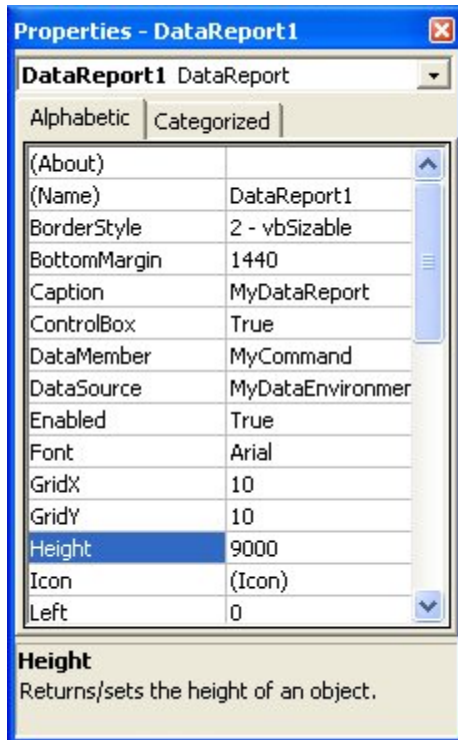 Properties - DataReport1
DataReport1 DataReport
Alphabetic Categorized
(About)
(Name) DataReport1
BorderStyle 2 - vbSizable
BottomMargin 1440
Caption MyDataReport
ControlBox True
DataMember MyCommand
DataSource MyDataEnvironmen
Enabled True
Font Arial
GridX 10
GridY 10
Height 9000
Icon (Icon)
Left 0
Height
Returns/sets the height of an object.